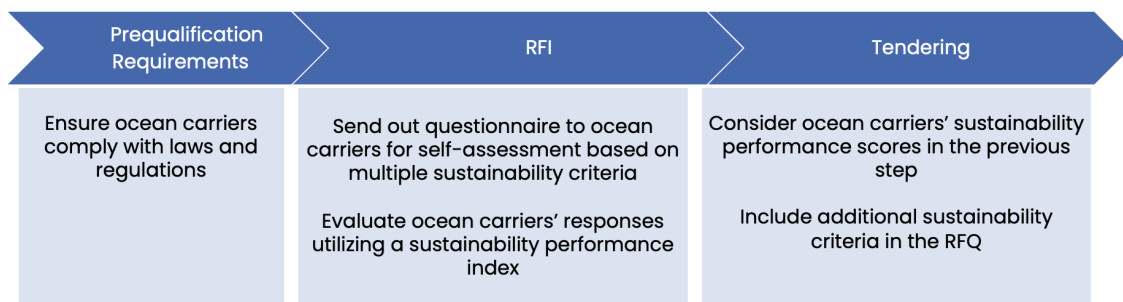 Prequalification
Requirements
RFI
Tendering
Ensure ocean carriers
comply with laws and
regulations
Send out questionnaire to ocean
carriers for self-assessment based on
multiple sustainability criteria
Evaluate ocean carriers’ responses
utilizing a sustainability performance
index
Consider ocean carriers’ sustainability
performance scores in the previous
step
Include additional sustainability
criteria in the RFQ